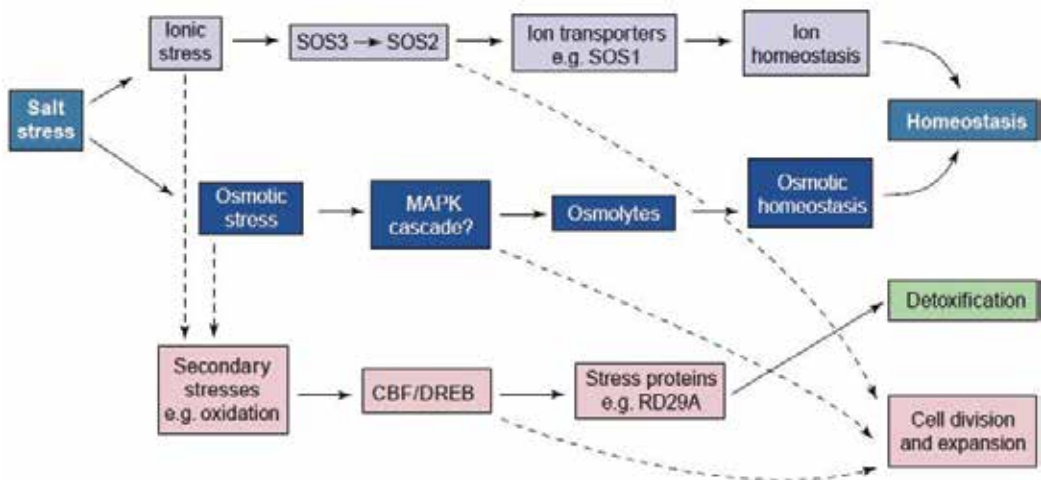 Ionic
stress
SOS3 → SOS2
Ion transporters
e.g. SOS1
Ion
homeostasis
Salt
stress
Homeostasis
Osmotic
stress
MAPK
cascade?
Osmolytes
Osmotic
homeostasis
Detoxification
Secondary
stresses
e.g. oxidation
CBF/DREB
Stress proteins
e.g. RD29A
Cell division
and expansion